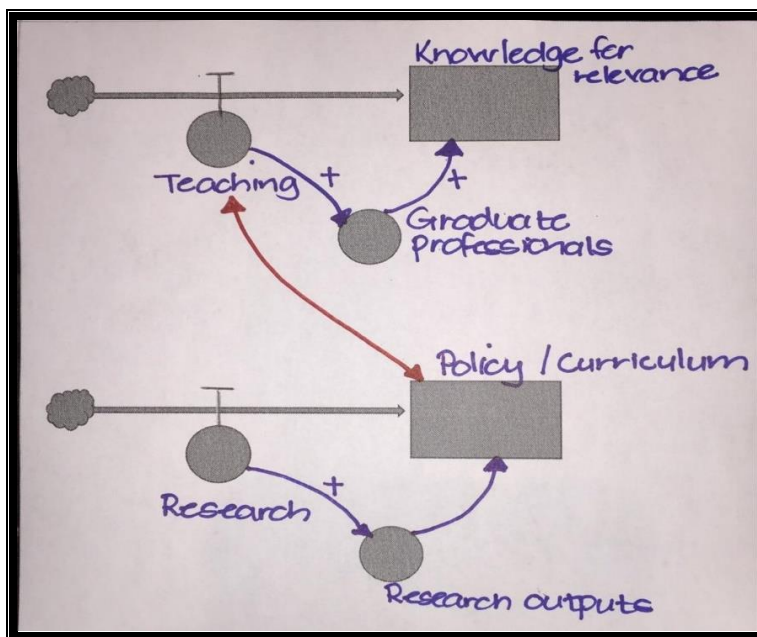 Knowledge for
relevance
+
Teaching
+
Graduate
professionals
Policy / Curriculum
+
Research
Research outputs